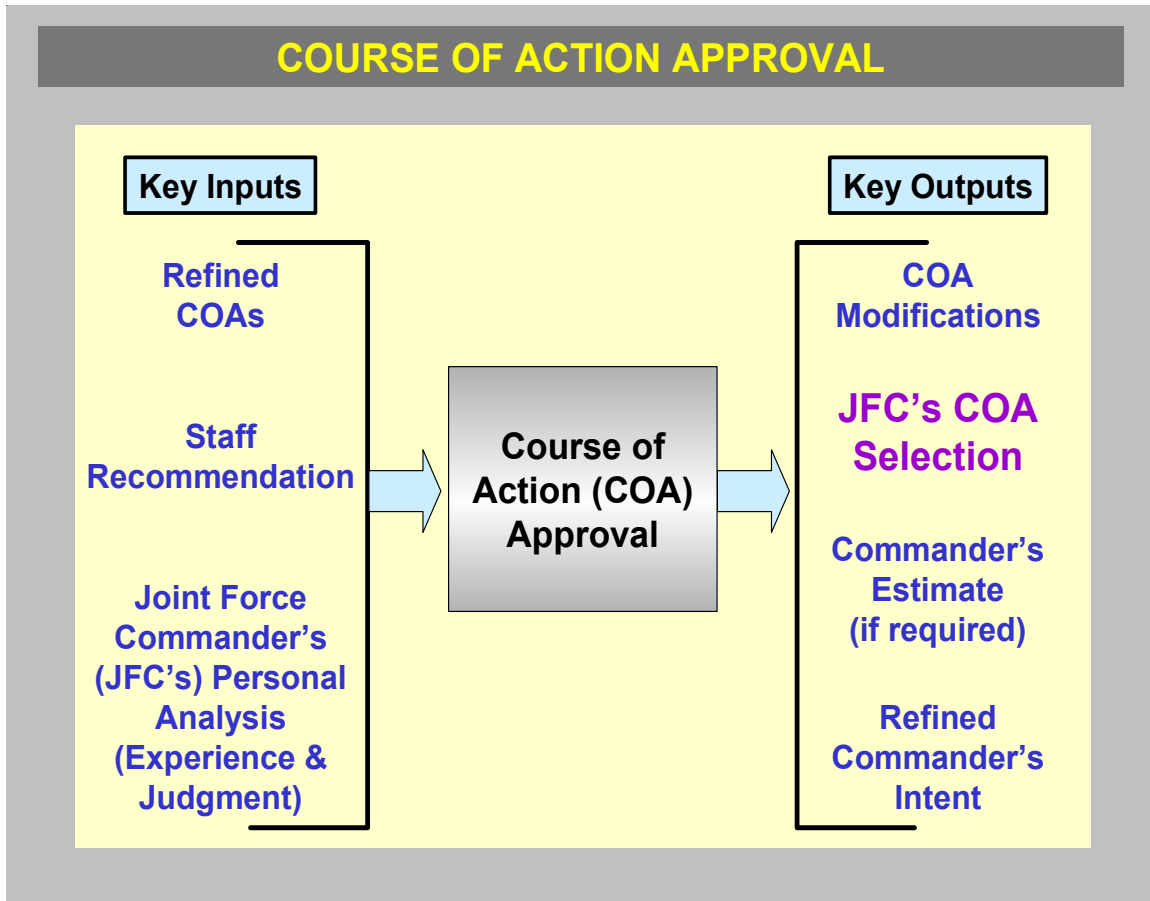 COURSE OF ACTION APPROVAL
Key Inputs
Refined
COAs
Staff
Recommendation
Joint Force
Commander's
(JFC's) Personal
Analysis
(Experience &
Judgment)
Course of
Action (COA)
Approval
Key Outputs
COA
Modifications
JFC's COA
Selection
Commander's
Estimate
(if required)
Refined
Commander's
Intent